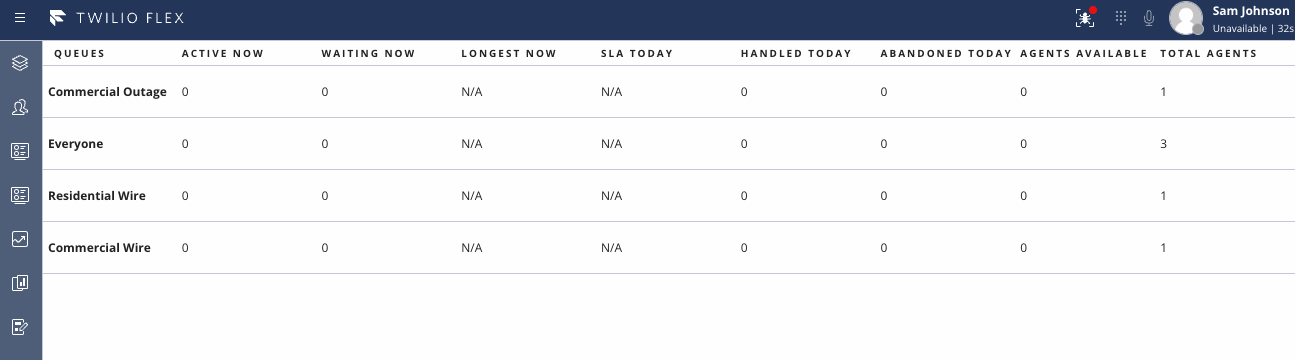 TWILIO FLEX
Sam Johnson
Unavailable | 32s
QUEUES ACTIVE NOW WAITING NOW LONGEST NOW SLA TODAY HANDLED TODAY ABANDONED TODAY AGENTS AVAILABLE TOTAL AGENTS
Commercial Outage 0 0 N/A N/A 0 0 0 1
Everyone 0 0 N/A N/A 0 0 0 3
Residential Wire 0 0 N/A N/A 0 0 0 1
Commercial Wire 0 0 N/A N/A 0 0 0 1